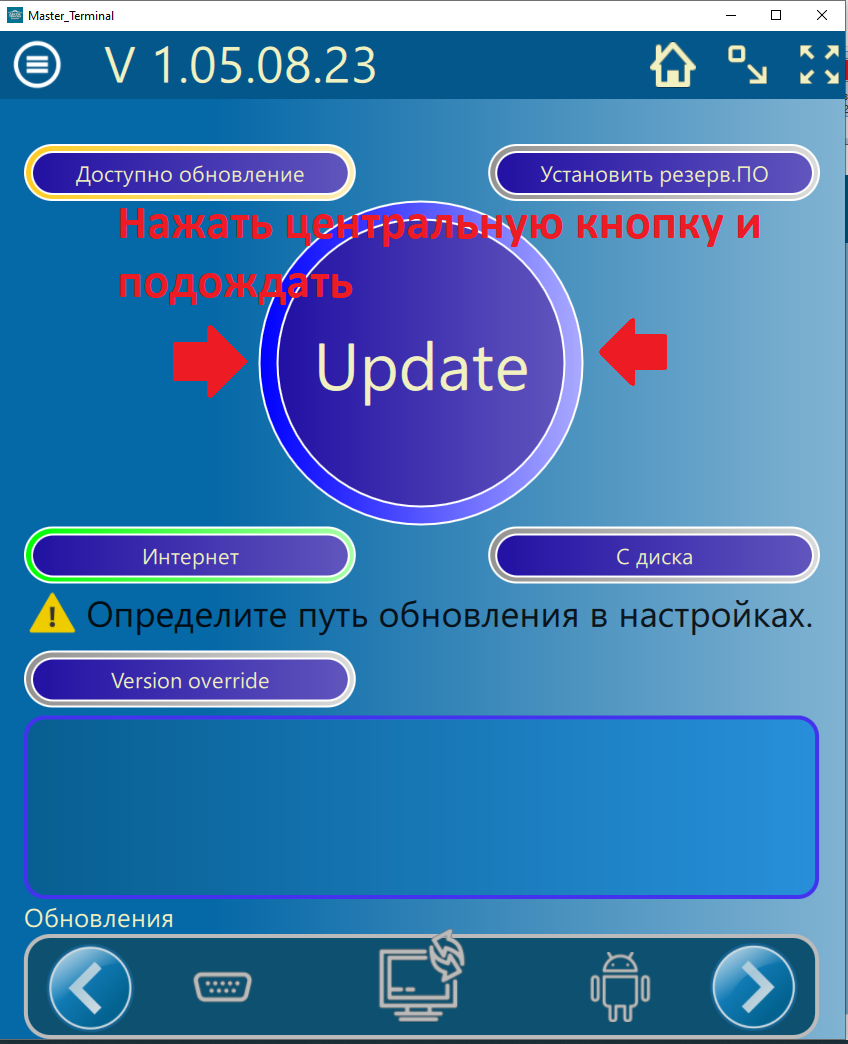 Master_Terminal
V 1.05.08.23
Доступно обновление
Установить резерв.ПО
Нажать центральную кнопку и
подождать
Update
Интернет
С диска
Определите путь обновления в настройках.
Version override
Обновления